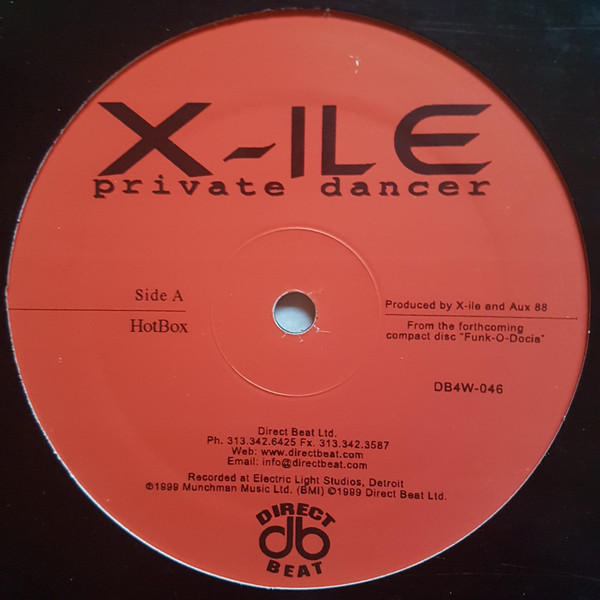 X-ILE
private dancer
Side A
HotBox
Produced by X-ile and Aux 88
From the forthcoming
compact disc "Funk-O-Docia"
DB4W-046
Direct Beat Ltd.
Ph. 313.342.6425 Fx. 313.342.3587
Web: www.directbeat.com
Email: info@directbeat.com
Recorded at Electric Light Studios, Detroit
©1999 Munchman Music Ltd. (BMI) ©1999 Direct Beat Ltd.
DIRECT
db
BEAT